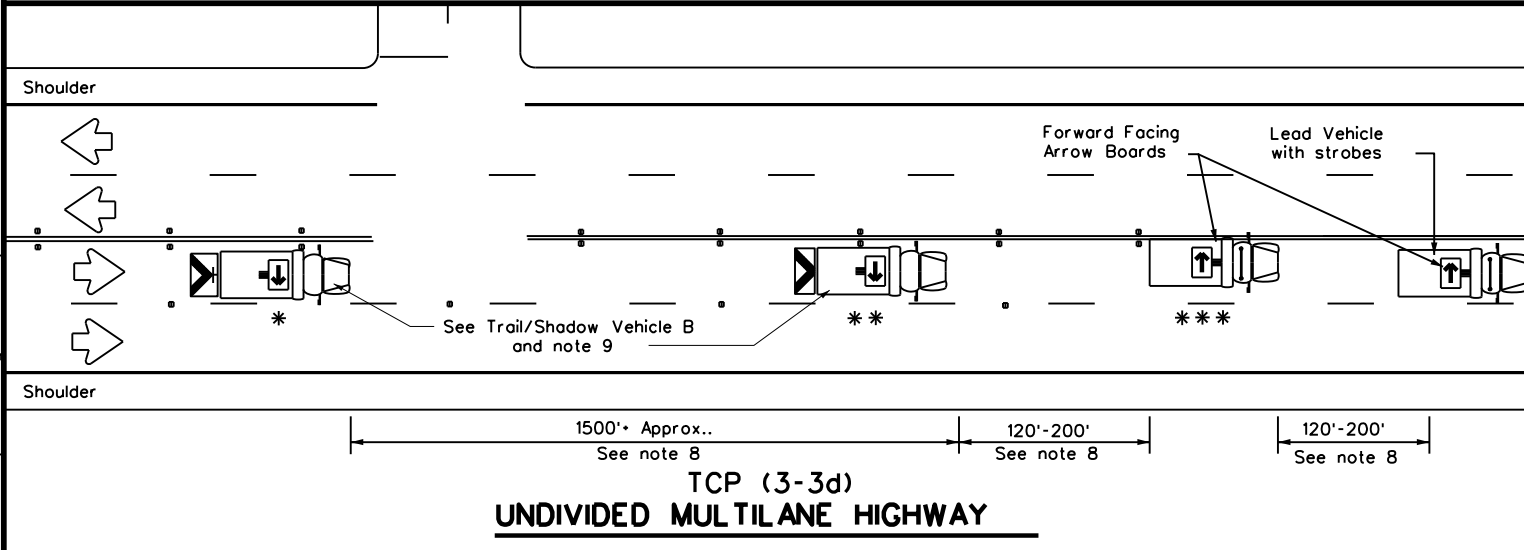 Shoulder
Forward Facing
Arrow Boards
Lead Vehicle
with strobes
*
**
***
See Trail/Shadow Vehicle B
and note 9
Shoulder
1500'+ Approx..
See note 8
120'-200'
See note 8
120'-200'
See note 8
TCP (3-3d)
UNDIVIDED MULTILANE HIGHWAY